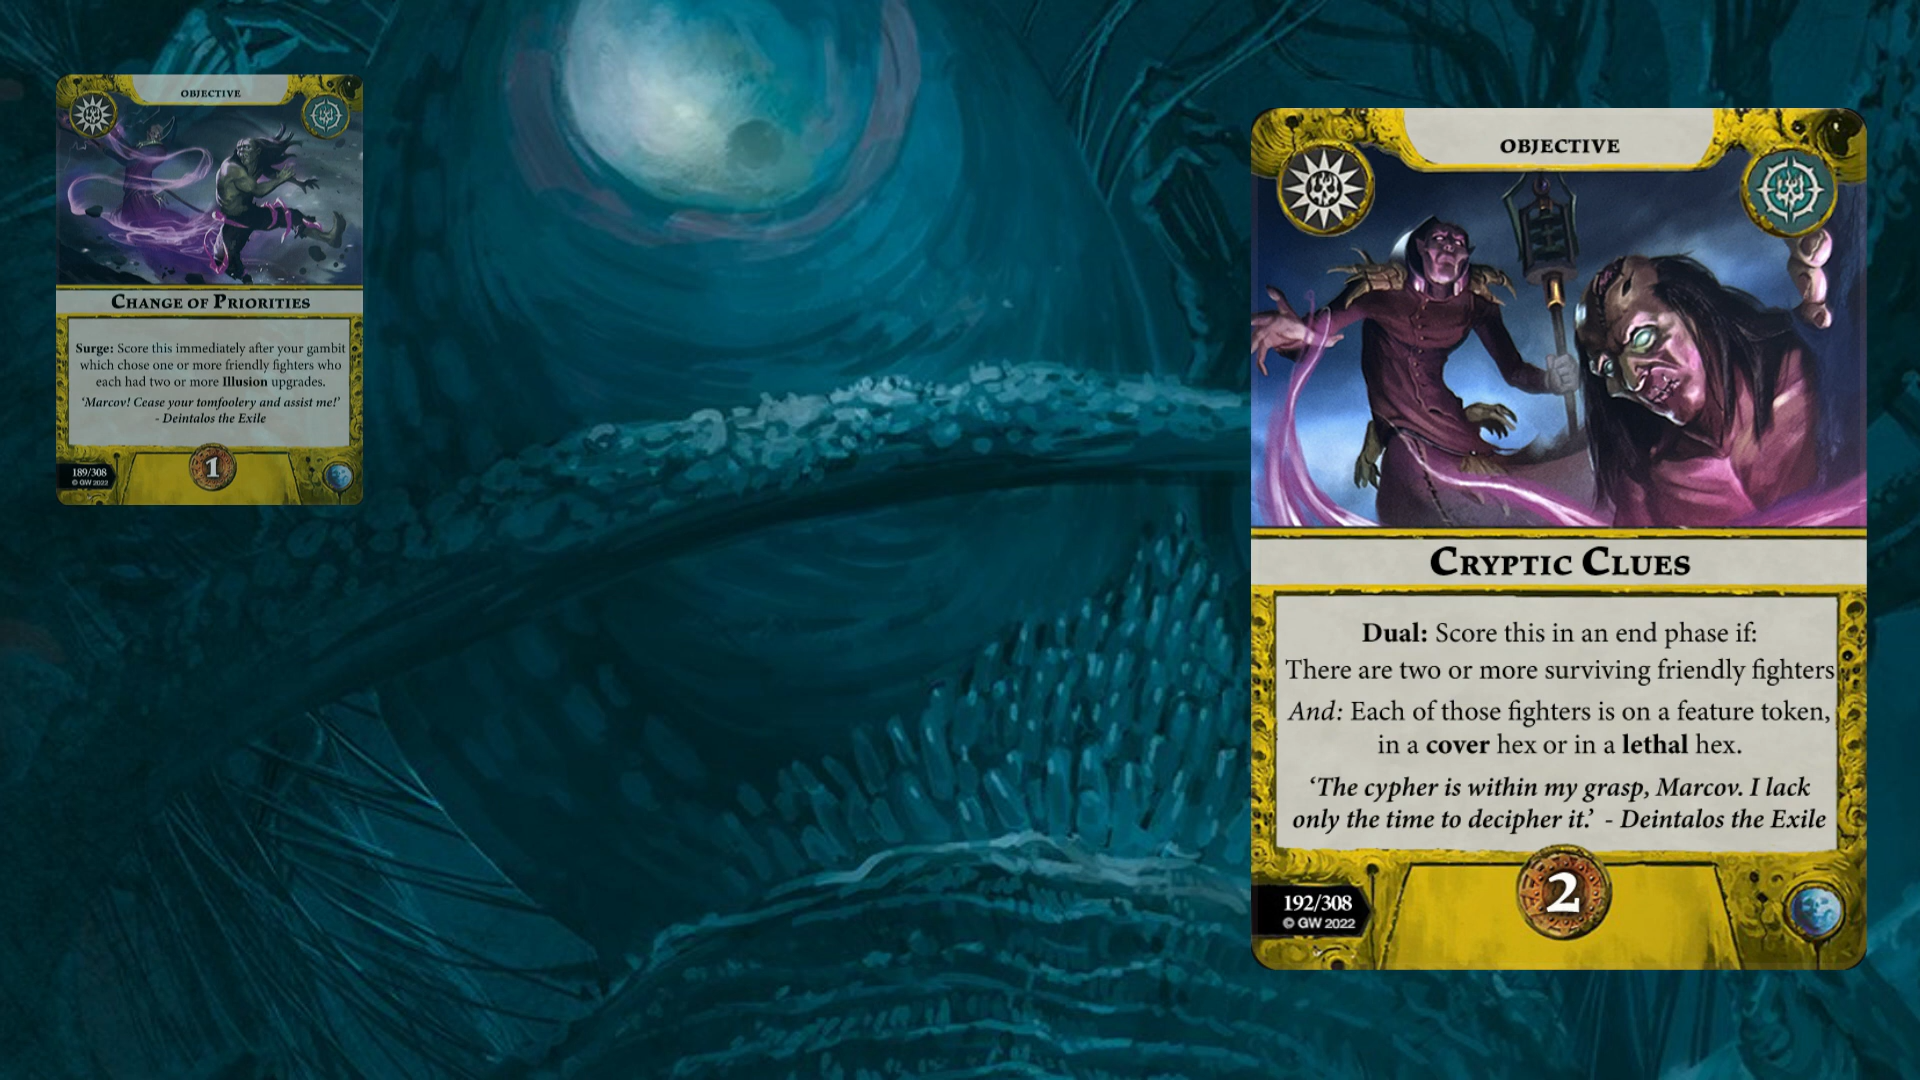 OBJECTIVE
CHANGE OF PRIORITIES
Surge: Score this immediately after your gambit
which chose one or more friendly fighters who
each had two or more Illusion upgrades.
‘Marcov! Cease your tomfoolery and assist me!’
- Deintalos the Exile
1
189/308
© GW 2022
OBJECTIVE
CRYPTIC CLUES
Dual: Score this in an end phase if:
There are two or more surviving friendly fighters
And: Each of those fighters is on a feature token,
in a cover hex or in a lethal hex.
‘The cypher is within my grasp, Marcov. I lack
only the time to decipher it.’ - Deintalos the Exile
2
192/308
© GW 2022